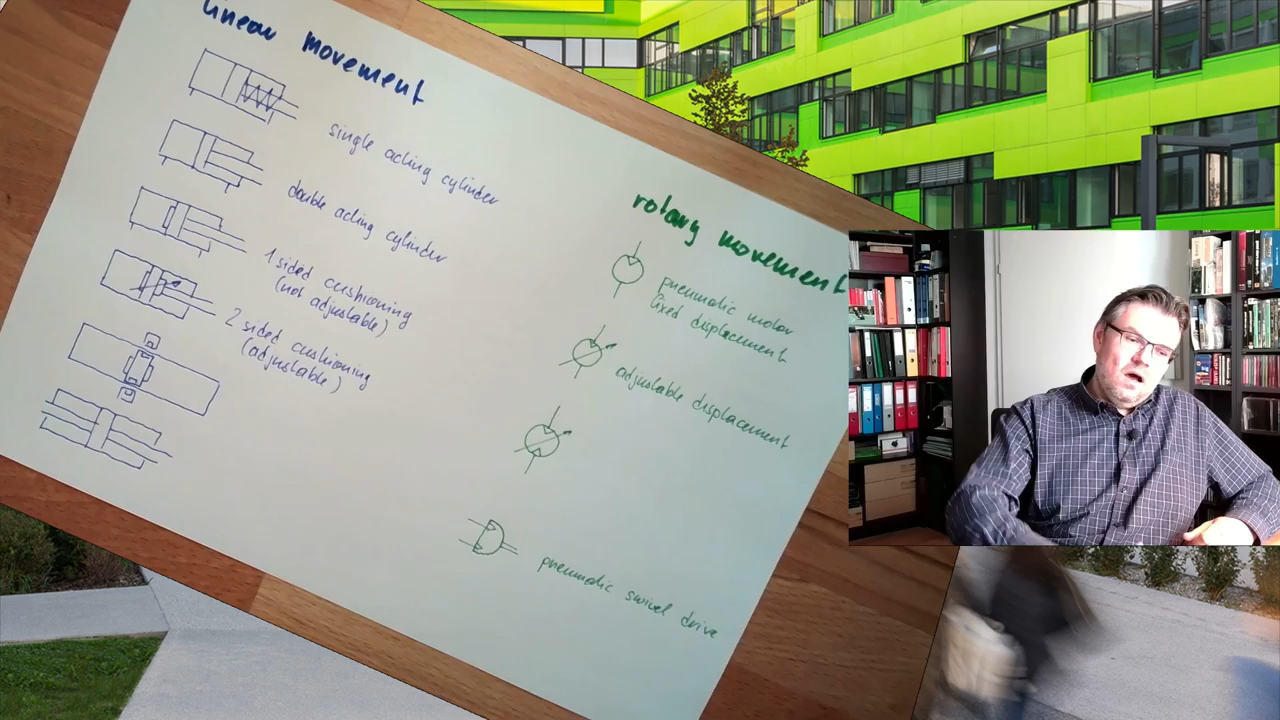 linear movement
single acting cylinder
double acting cylinder
1 sided cushioning
(not adjustable)
2 sided cushioning
(adjustable)
rotary movement
pneumatic motor
fixed displacement
adjustable displacement
pneumatic swivel drive